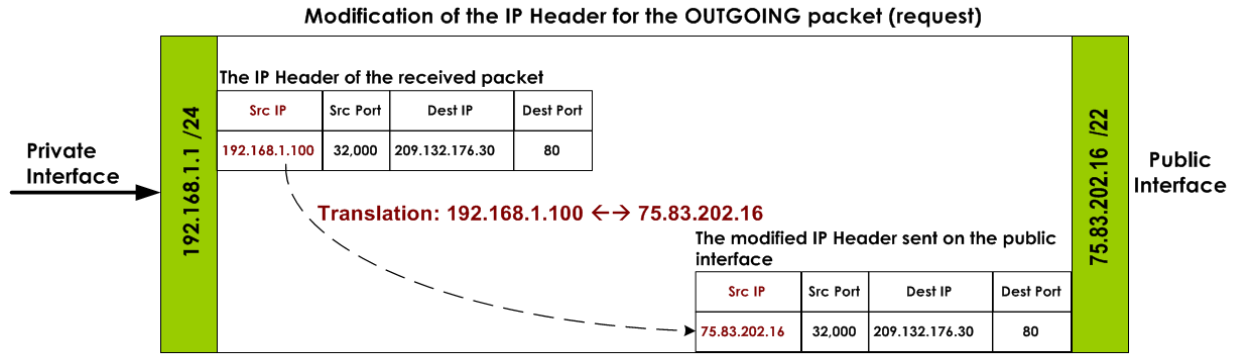 Modification of the IP Header for the OUTGOING packet (request)
Private
Interface
192.168.1.1 /24
The IP Header of the received packet
Src IP Src Port Dest IP Dest Port
192.168.1.100 32,000 209.132.176.30 80
Translation: 192.168.1.100 ←→ 75.83.202.16
The modified IP Header sent on the public
interface
Src IP Src Port Dest IP Dest Port
75.83.202.16 32,000 209.132.176.30 80
75.83.202.16 /22
Public
Interface